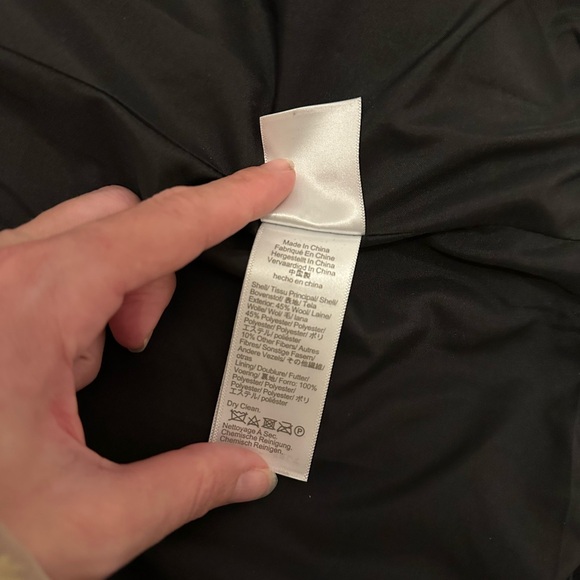 Made In China
Fabriqué En Chine
Hergestellt In China
Vervaardigd In China
中国製
hecho en china
Shell/ Tissu Principal/ Shell/
Bovenstof/ 表地/ Tela
Exterior: 45% Wool/ Laine/
Wolle/ Wol/ 毛/ lana
45% Polyester/ Polyester/
Polyester/ Polyester/ ポリ
エステル/ poliéster
10% Other Fibers/ Autres
Fibres/ Sonstige Fasern/
Andere Vezels/ その他繊維/
otras
Lining/ Doublure/ Futter/
Voering/ 裏地/ Forro: 100%
Polyester/ Polyester/
Polyester/ Polyester/ ポリ
エステル/ poliéster
Dry Clean.
P
Nettoyage A Sec.
Chemische Reinigung.
Chemisch Reinigen.